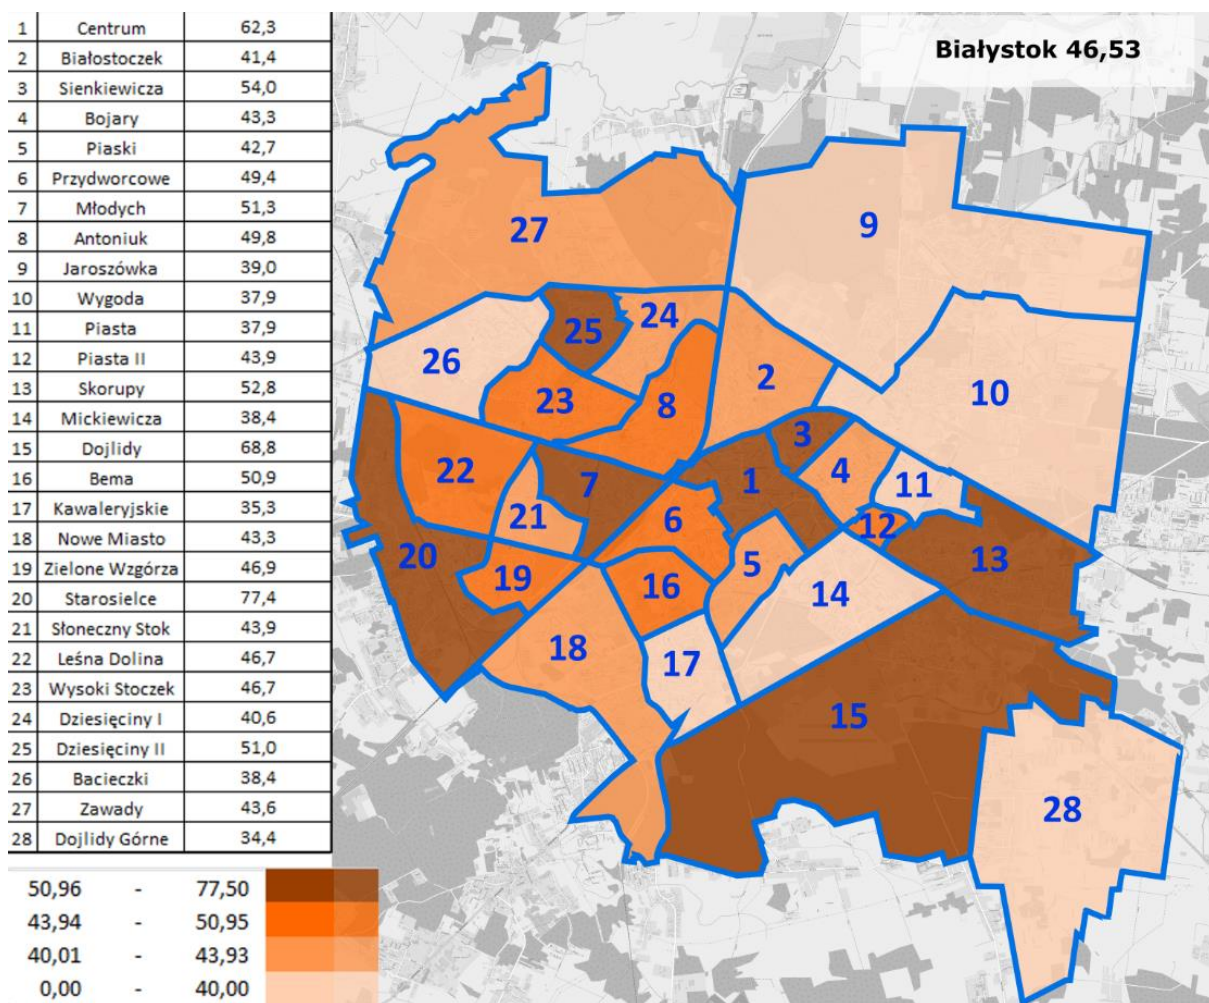 1 Centrum 62,3
2 Białostoczek 41,4
3 Sienkiewicza 54,0
4 Bojary 43,3
5 Piaski 42,7
6 Przydworcowe 49,4
7 Młodych 51,3
8 Antoniuk 49,8
9 Jaroszówka 39,0
10 Wygoda 37,9
11 Piasta 37,9
12 Piasta II 43,9
13 Skorupy 52,8
14 Mickiewicza 38,4
15 Dojlidy 68,8
16 Bema 50,9
17 Kawaleryjskie 35,3
18 Nowe Miasto 43,3
19 Zielone Wzgórza 46,9
20 Starosielce 77,4
21 Słoneczny Stok 43,9
22 Leśna Dolina 46,7
23 Wysoki Stoczek 46,7
24 Dziesięciny I 40,6
25 Dziesięciny II 51,0
26 Bacieczki 38,4
27 Zawady 43,6
28 Dojlidy Górne 34,4
50,96 - 77,50
43,94 - 50,95
40,01 - 43,93
0,00 - 40,00
Białystok 46,53
27
9
24
25
26
2
10
23
8
3
22
7
1
4
11
21
6
12
20
19
16
5
13
14
18
17
15
28